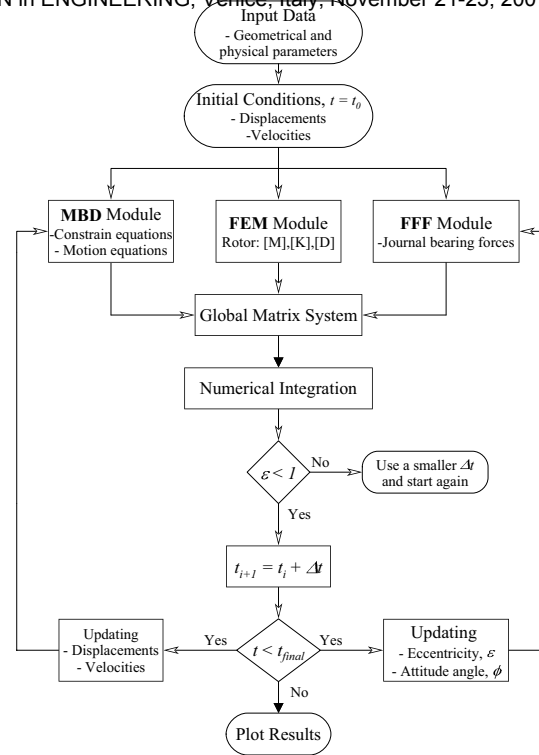 N in ENGINEERING, Venice, Italy, November 21-23, 200
Input Data
- Geometrical and
physical parameters
Initial Conditions, t = t0
- Displacements
-Velocities
MBD Module
-Constrain equations
- Motion equations
FEM Module
Rotor: [M],[K],[D]
FFF Module
-Journal bearing forces
Global Matrix System
Numerical Integration
ε < 1
No
Use a smaller Δt
and start again
Yes
ti+1 = ti + Δt
Updating
- Displacements
- Velocities
Yes
t < tfinal
Yes
Updating
- Eccentricity, ε
- Attitude angle, ϕ
No
Plot Results